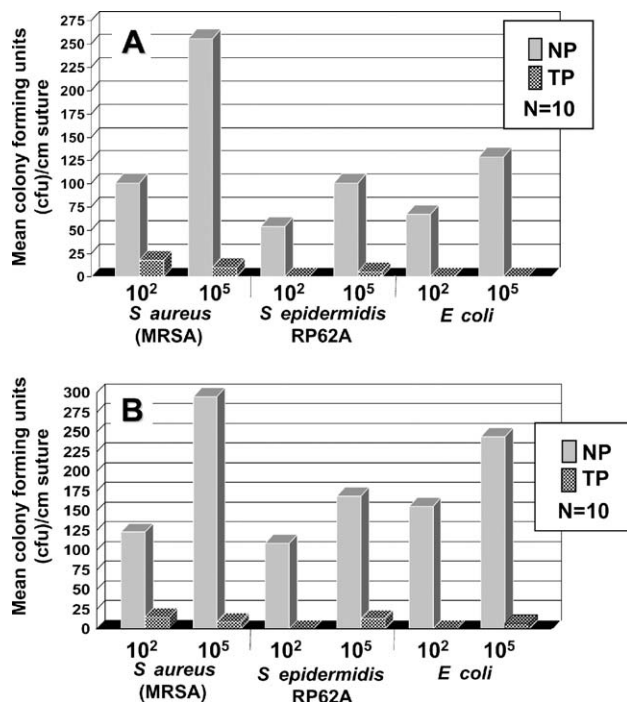 A
Mean colony forming units
(cfu)/cm suture
275
250
225
200
175
150
125
100
75
50
25
0
NP
TP
N=10
10² 10⁵ 10² 10⁵ 10² 10⁵
S aureus S epidermidis E coli
(MRSA) RP62A
B
Mean colony forming units
(cfu)/cm suture
300
275
250
225
200
175
150
125
100
75
50
25
0
NP
TP
N=10
10² 10⁵ 10² 10⁵ 10² 10⁵
S aureus S epidermidis E coli
(MRSA) RP62A